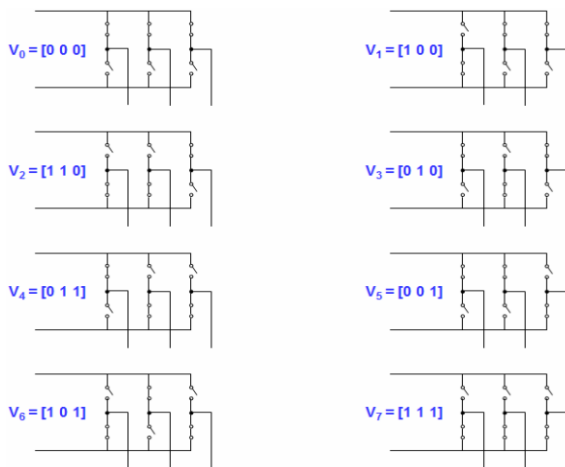 V₀ = [0 0 0]
V₁ = [1 0 0]
V₂ = [1 1 0]
V₃ = [0 1 0]
V₄ = [0 1 1]
V₅ = [0 0 1]
V₆ = [1 0 1]
V₇ = [1 1 1]